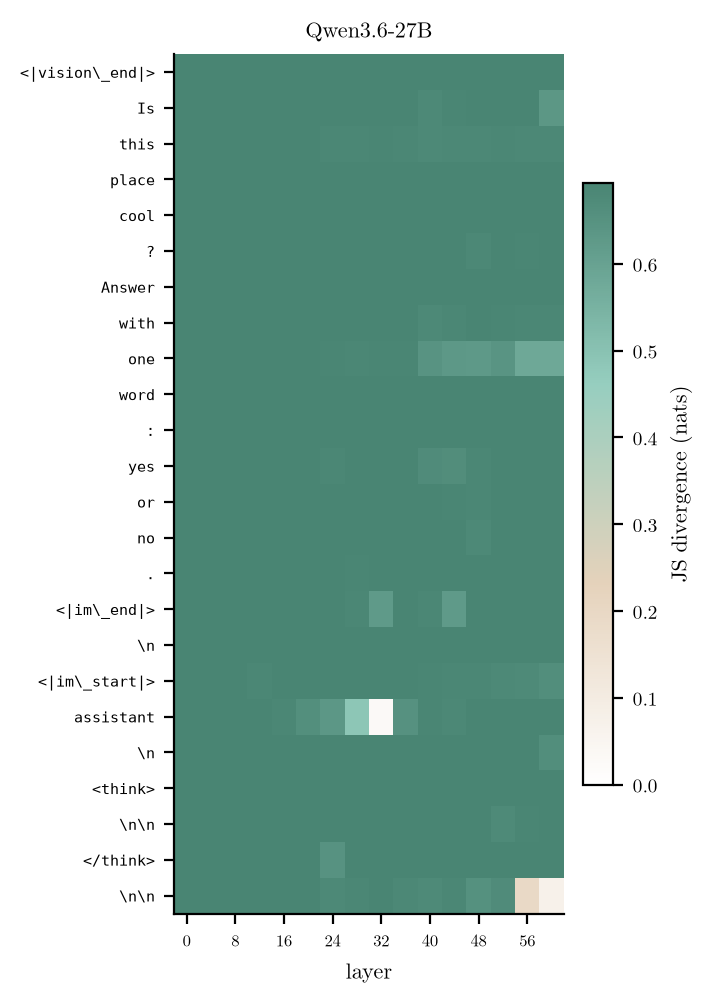 Qwen3.6-27B
<|vision\_end|>
Is
this
place
cool
?
Answer
with
one
word
:
yes
or
no
.
<|im\_end|>
\n
<|im\_start|>
assistant
\n
<think>
\n\n
</think>
\n\n
0 8 16 24 32 40 48 56
layer
0.6
0.5
0.4
0.3
0.2
0.1
0.0
JS divergence (nats)